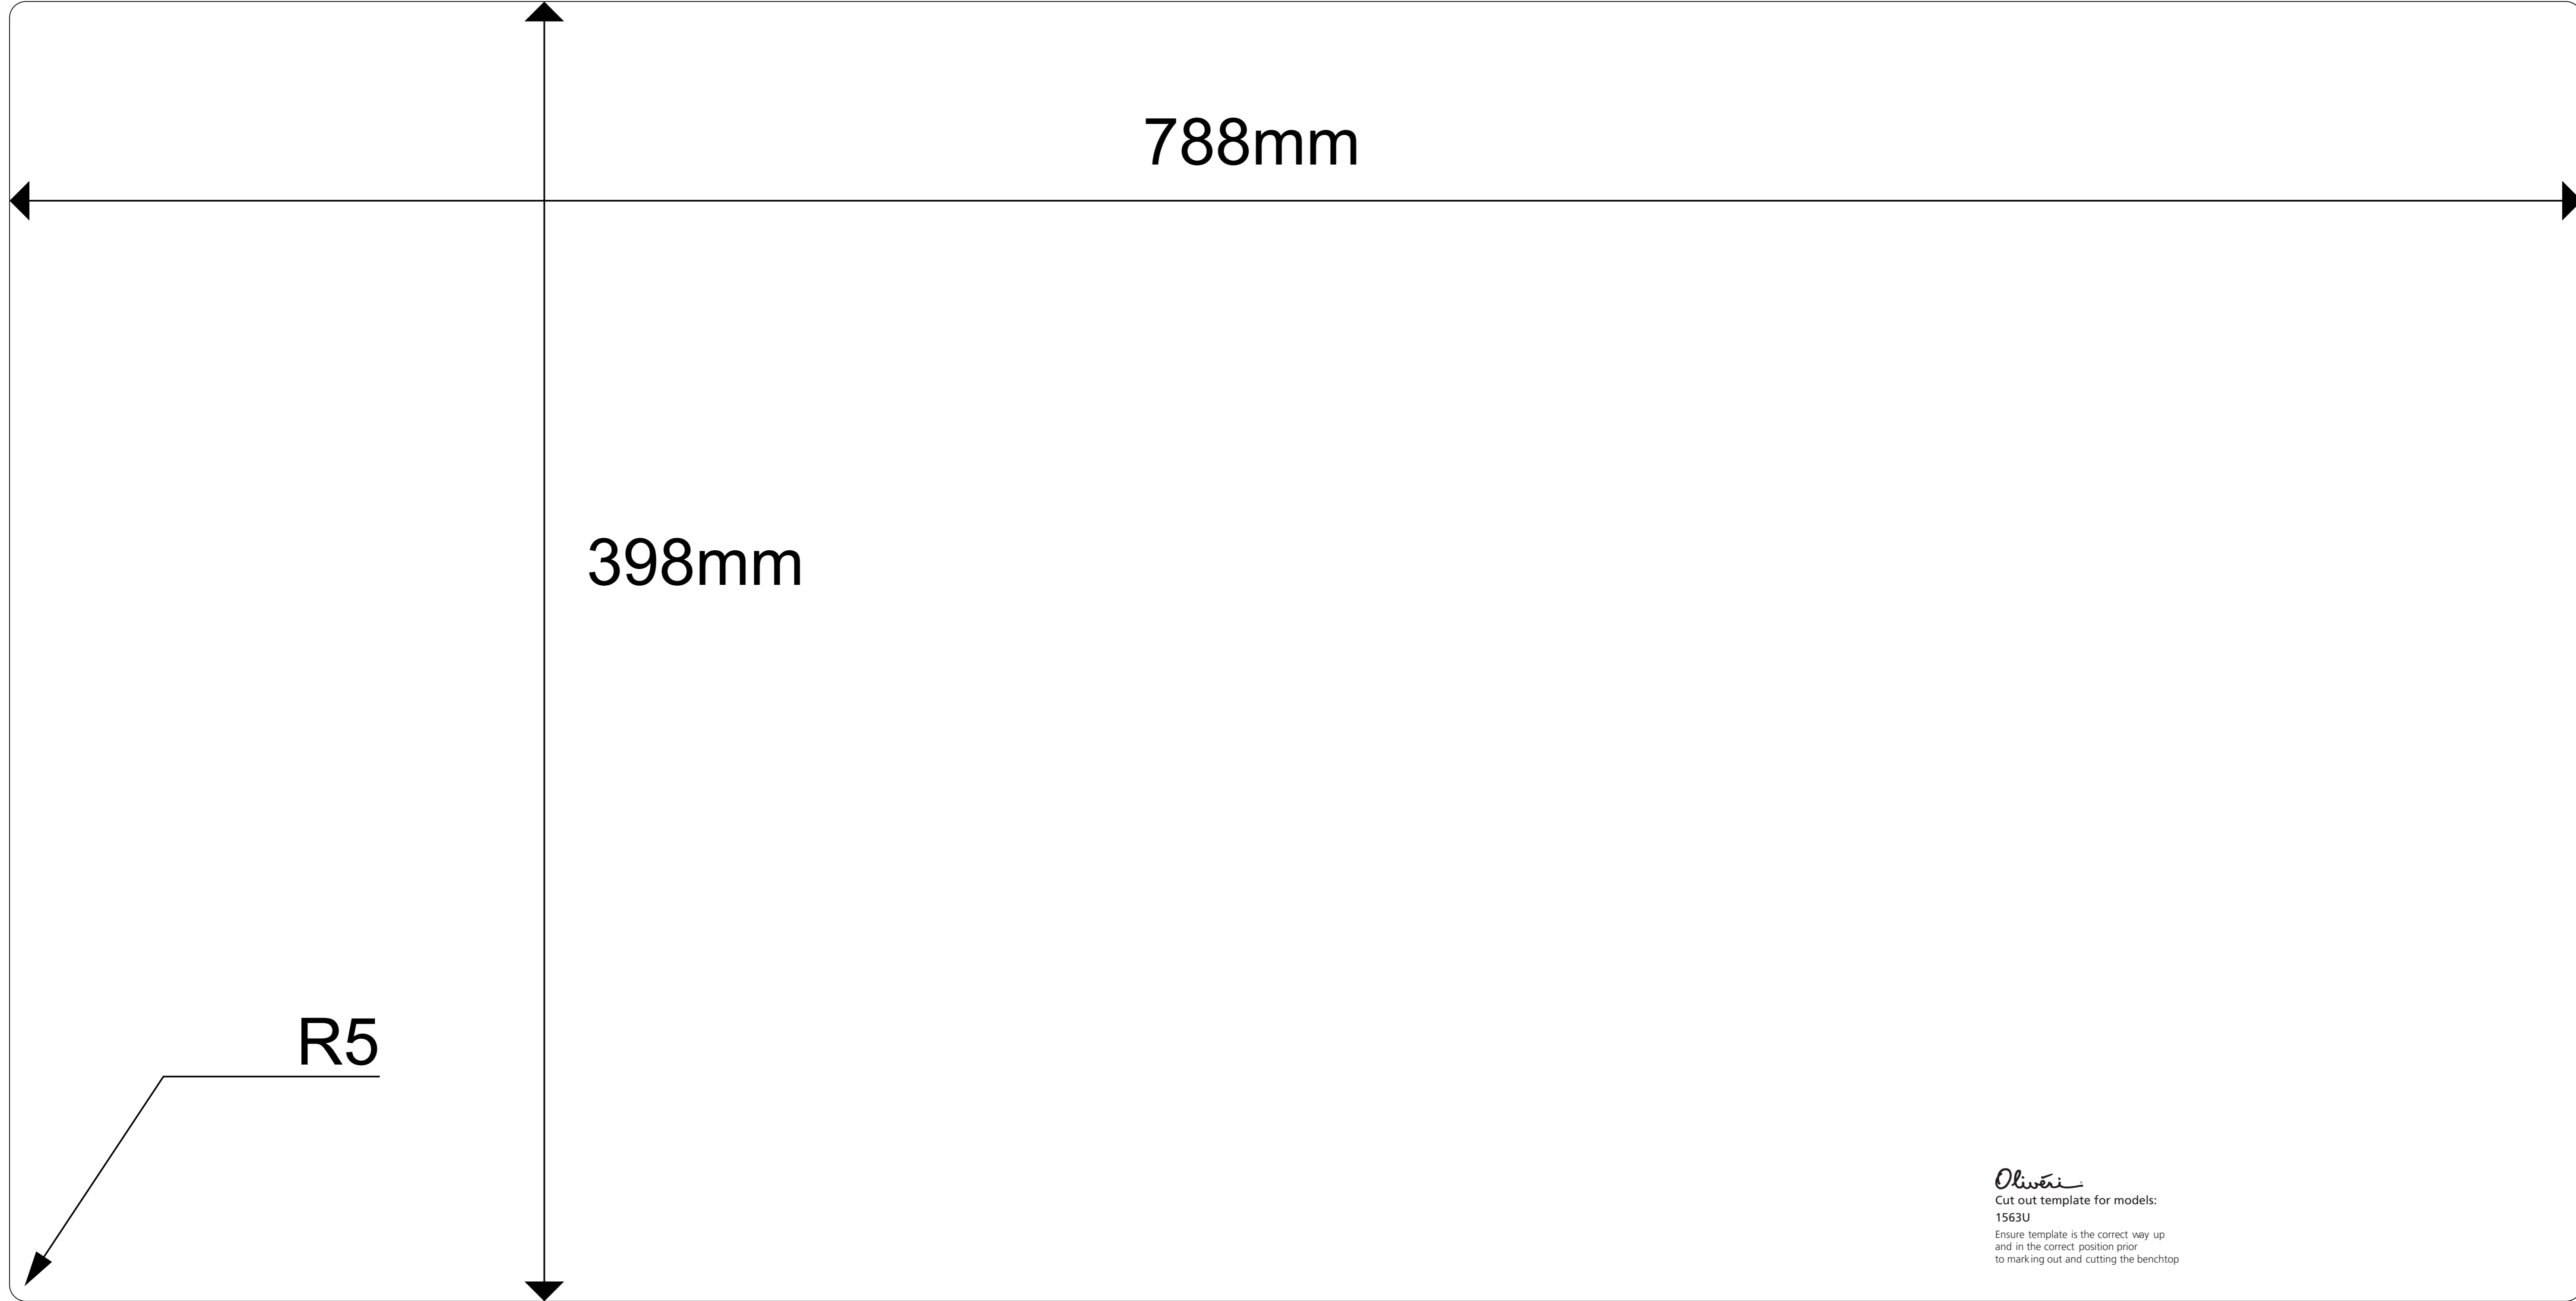 788mm
398mm
R5
Oliveri
Cut out template for models:
1563U
Ensure template is the correct way up
and in the correct position prior
to marking out and cutting the benchtop